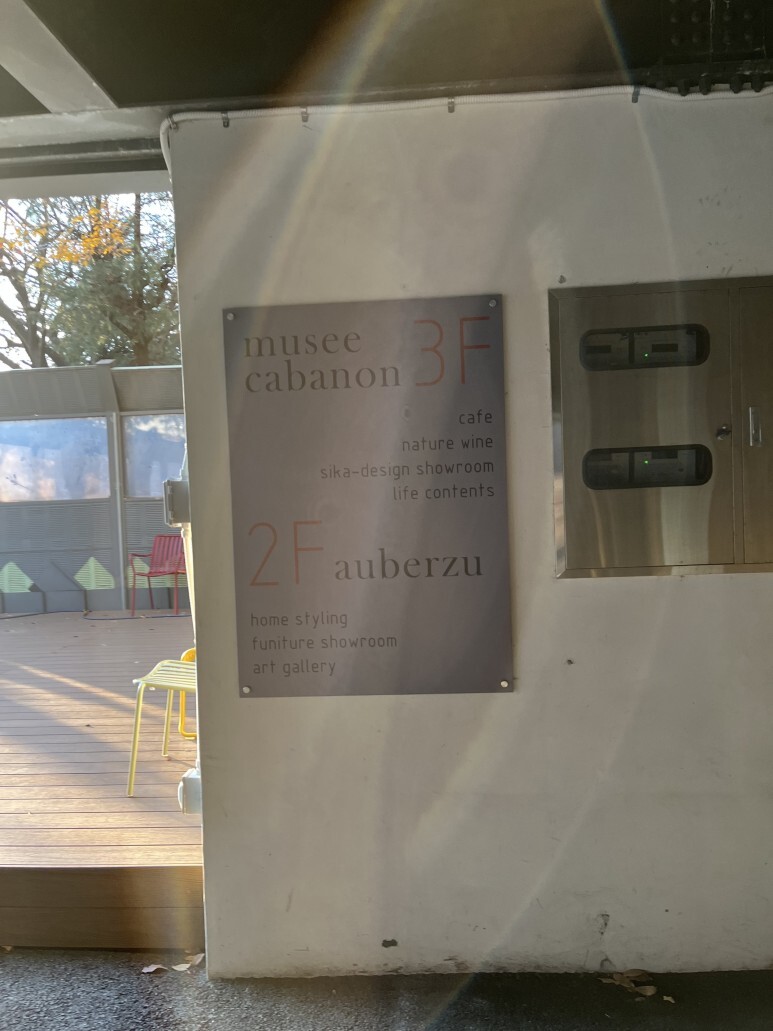 musee
cabanon 3F
cafe
nature wine
sika-design showroom
life contents
2F auberzu
home styling
funiture showroom
art gallery